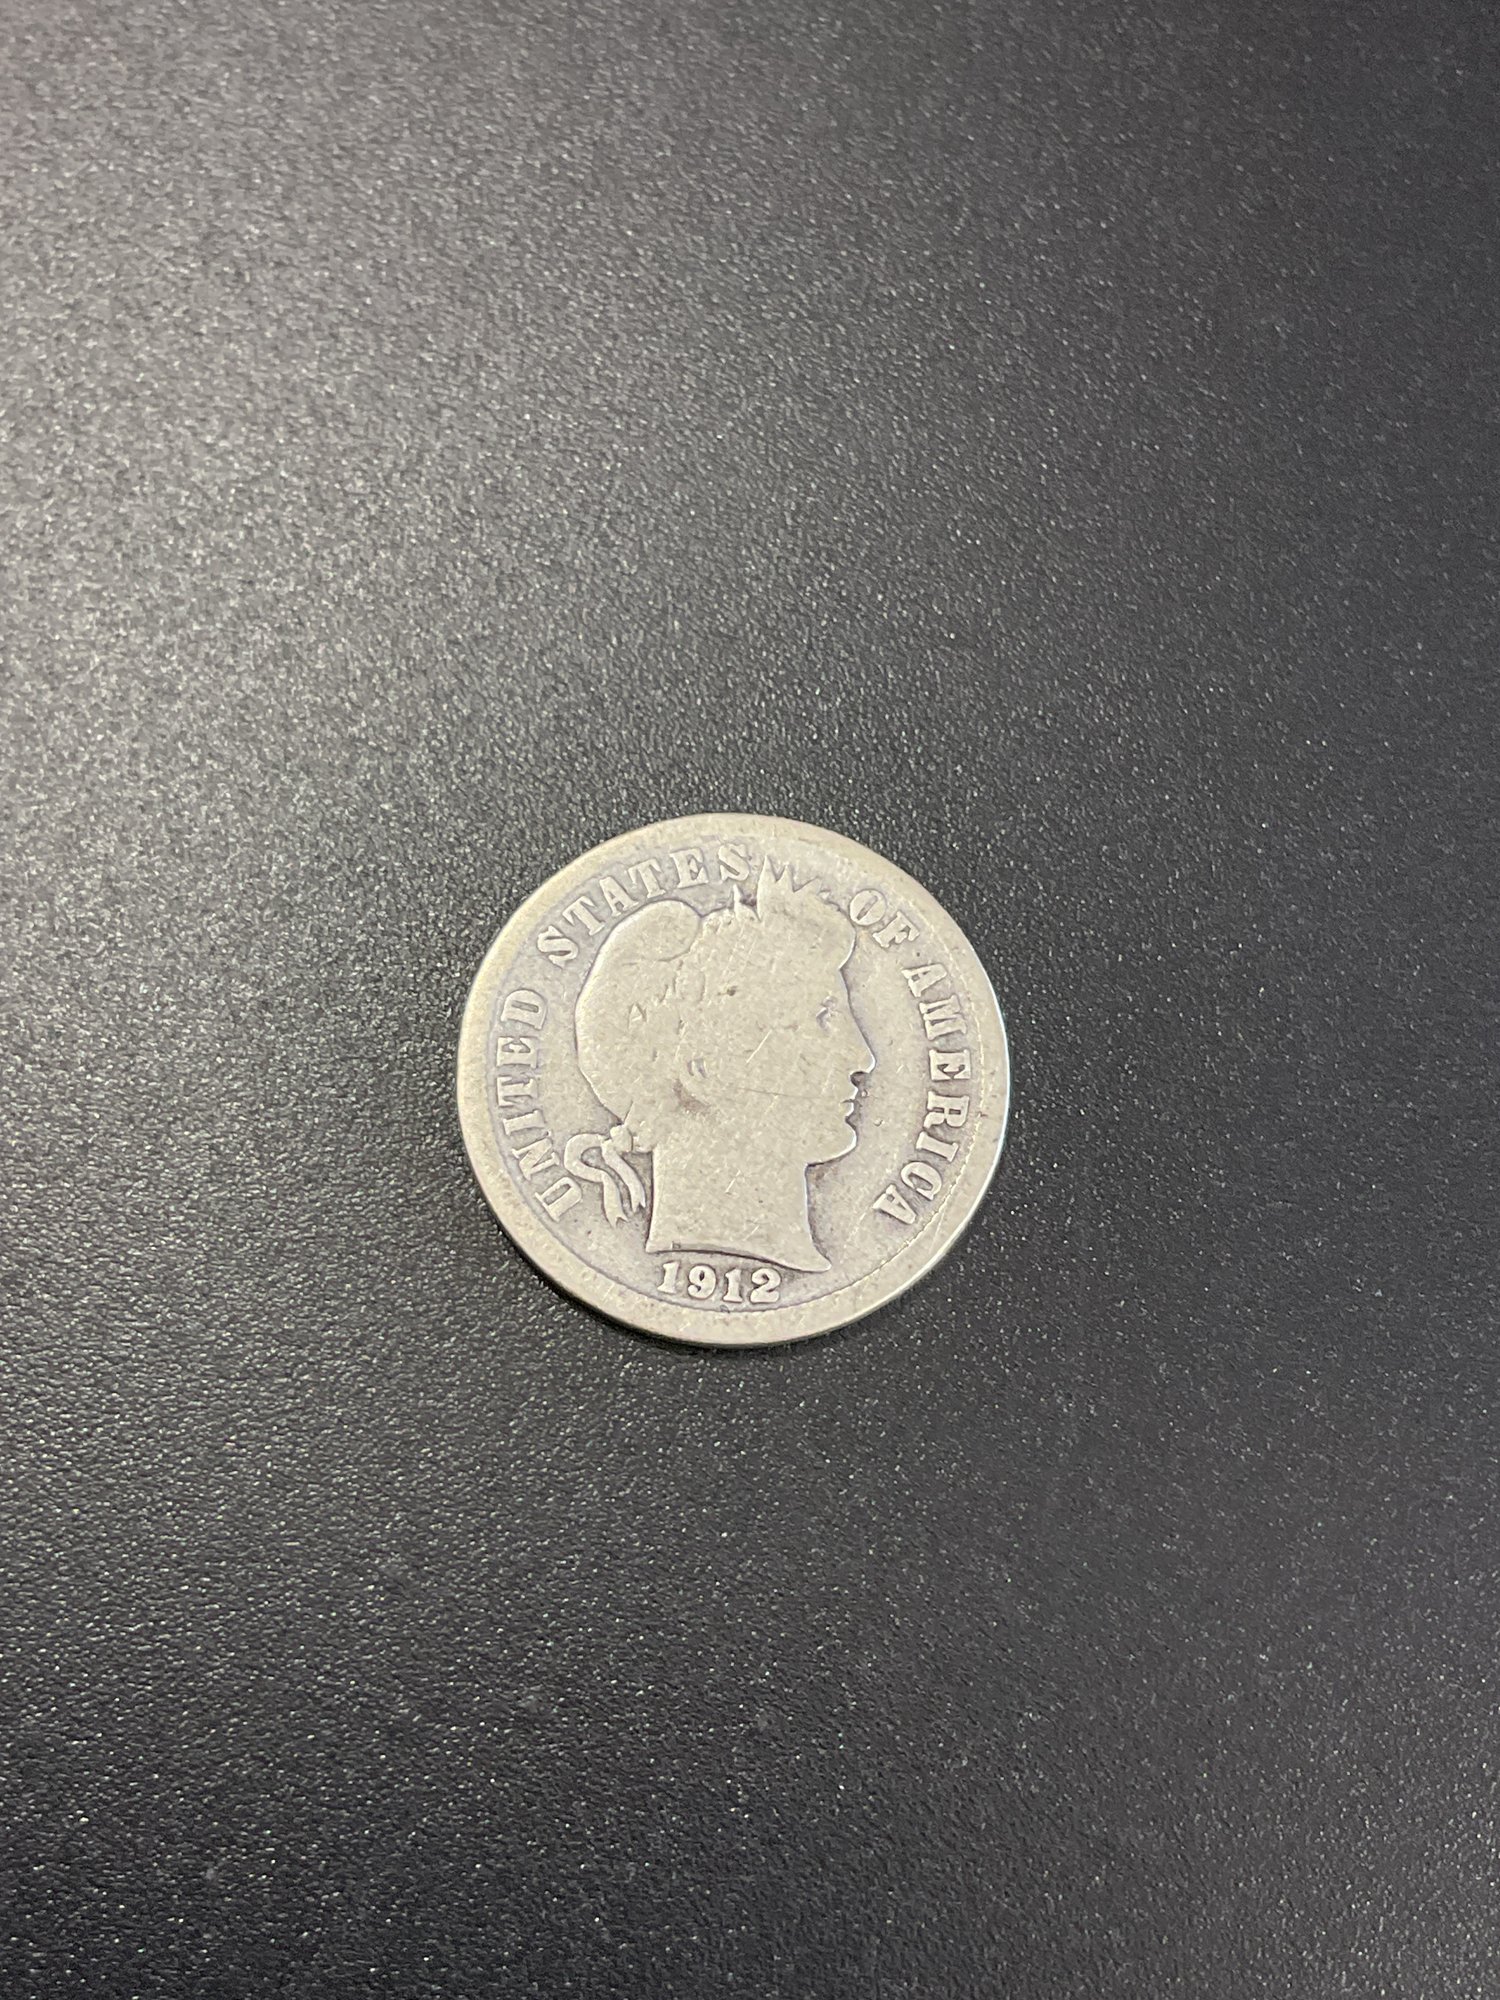 UNITED STATES OF AMERICA
1912